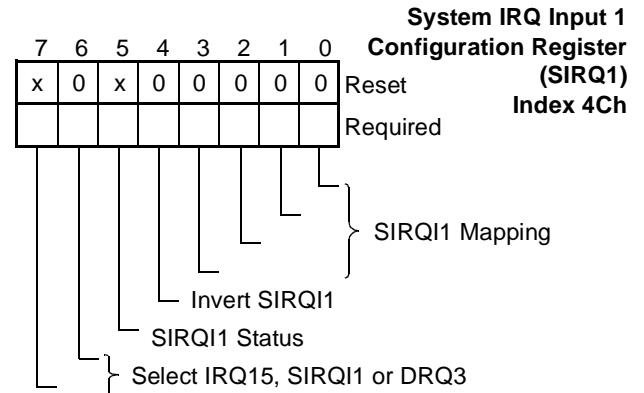 System IRQ Input 1
Configuration Register
(SIRQ1)
Index 4Ch
7 6 5 4 3 2 1 0
x 0 x 0 0 0 0 0 Reset
Required
SIRQI1 Mapping
Invert SIRQI1
SIRQI1 Status
Select IRQ15, SIRQI1 or DRQ3